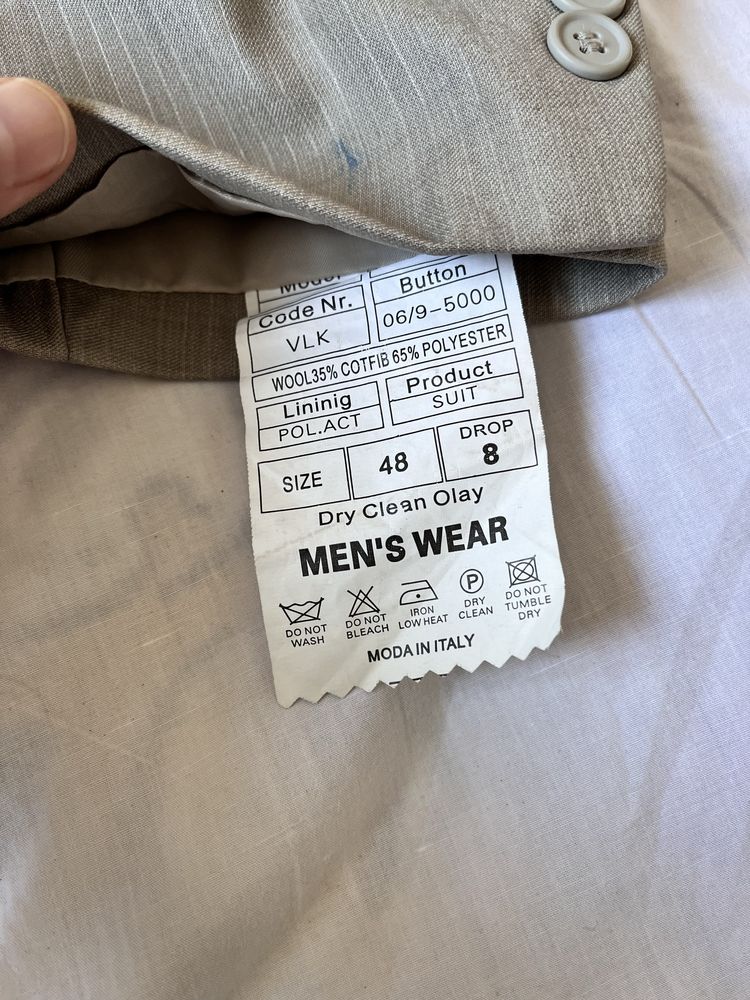 Model
Code Nr. Button
VLK 06/9-5000
WOOL35% COTFIB 65% POLYESTER
Lininig Product
POL.ACT SUIT
SIZE 48 DROP 8
Dry Clean Olay
MEN'S WEAR
DO NOT WASH
DO NOT BLEACH
IRON LOW HEAT
P
DRY CLEAN
DO NOT TUMBLE DRY
MODA IN ITALY